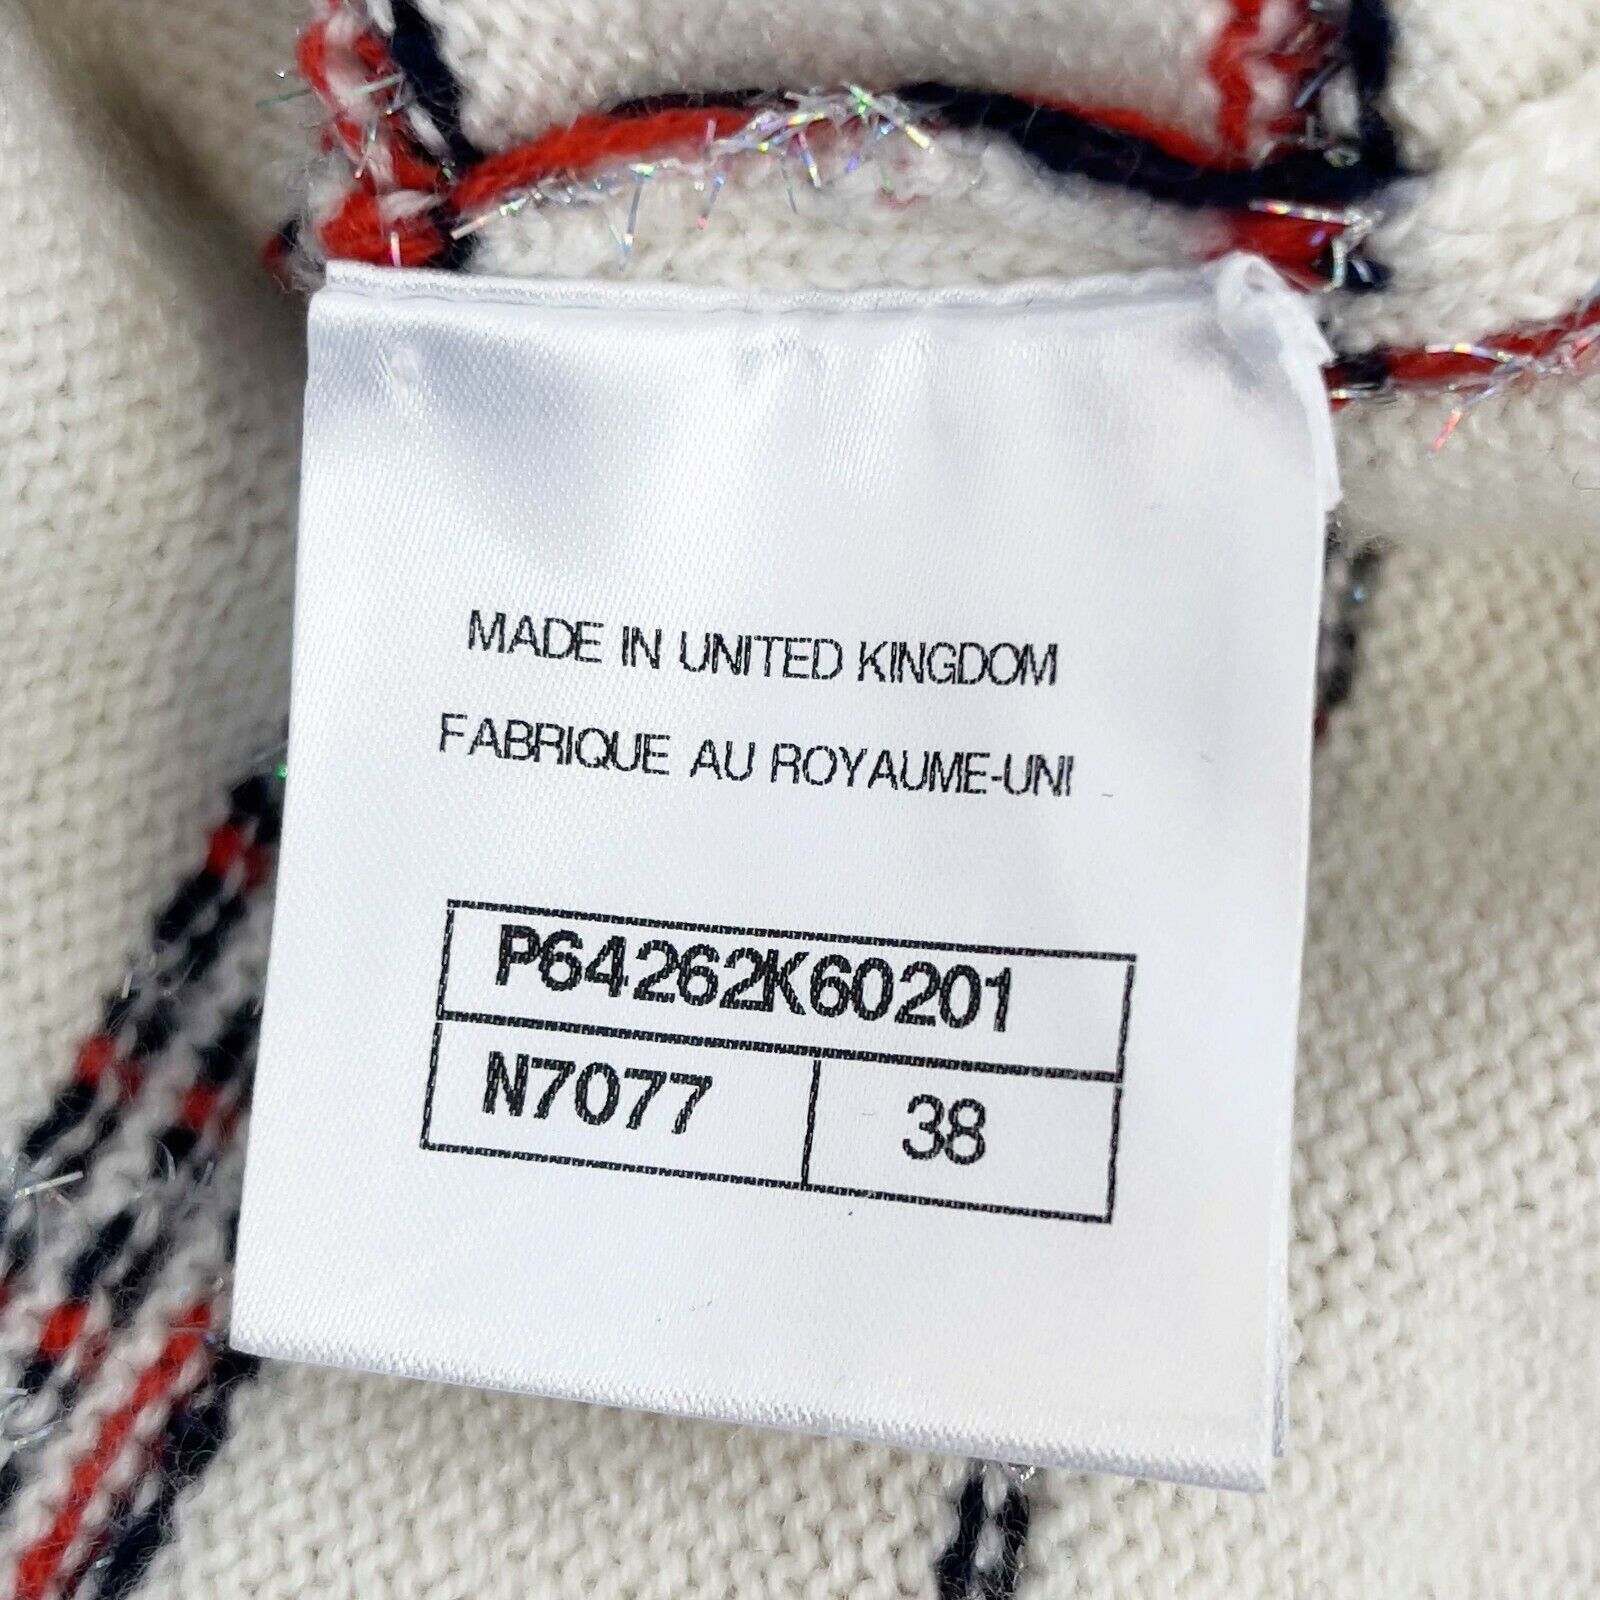 MADE IN UNITED KINGDOM
FABRIQUE AU ROYAUME-UNI
P64262K60201
N7077 38